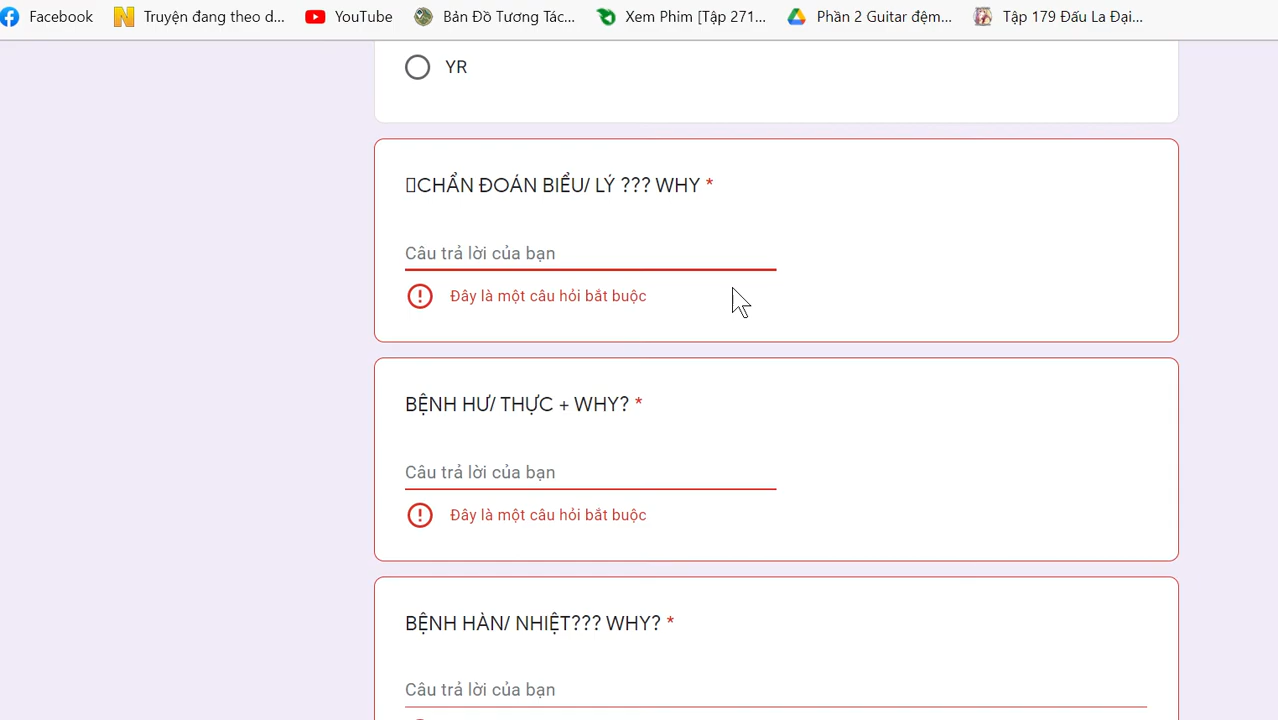 Facebook Truyện đang theo d... YouTube Bản Đồ Tương Tác... Xem Phim [Tập 271... Phần 2 Guitar đệm... Tập 179 Đấu La Đại...
YR
CHẨN ĐOÁN BIỂU/ LÝ ??? WHY *
Câu trả lời của bạn
Đây là một câu hỏi bắt buộc
BỆNH HƯ/ THỰC + WHY? *
Câu trả lời của bạn
Đây là một câu hỏi bắt buộc
BỆNH HÀN/ NHIỆT??? WHY? *
Câu trả lời của bạn